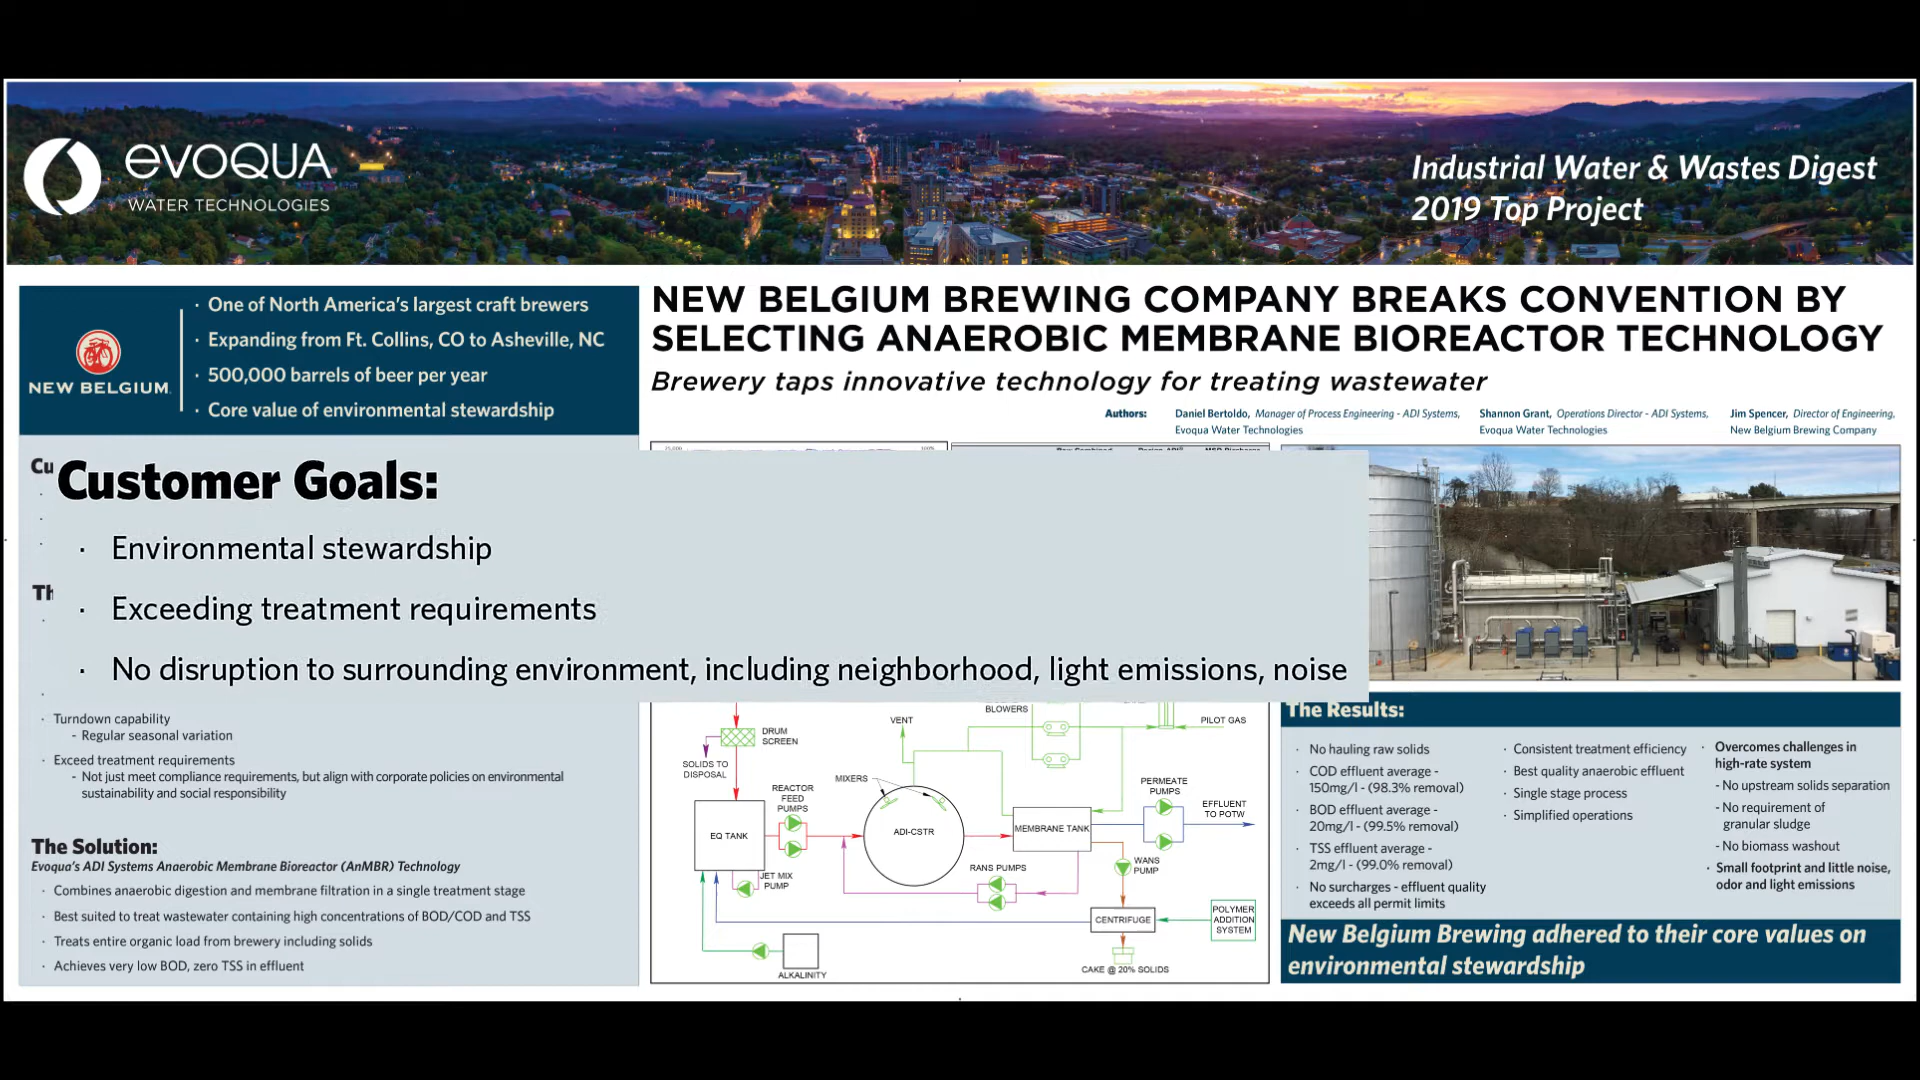 evoqua
WATER TECHNOLOGIES
Industrial Water & Wastes Digest
2019 Top Project
NEW BELGIUM
· One of North America's largest craft brewers
· Expanding from Ft. Collins, CO to Asheville, NC
· 500,000 barrels of beer per year
· Core value of environmental stewardship
NEW BELGIUM BREWING COMPANY BREAKS CONVENTION BY
SELECTING ANAEROBIC MEMBRANE BIOREACTOR TECHNOLOGY
Brewery taps innovative technology for treating wastewater
Authors:
Daniel Bertoldo, Manager of Process Engineering - ADI Systems,
Evoqua Water Technologies
Shannon Grant, Operations Director - ADI Systems,
Evoqua Water Technologies
Jim Spencer, Director of Engineering,
New Belgium Brewing Company
Customer Goals:
· Environmental stewardship
· Exceeding treatment requirements
· No disruption to surrounding environment, including neighborhood, light emissions, noise
· Turndown capability
- Regular seasonal variation
· Exceed treatment requirements
- Not just meet compliance requirements, but align with corporate policies on environmental
sustainability and social responsibility
The Solution:
Evoqua's ADI Systems Anaerobic Membrane Bioreactor (AnMBR) Technology
· Combines anaerobic digestion and membrane filtration in a single treatment stage
· Best suited to treat wastewater containing high concentrations of BOD/COD and TSS
· Treats entire organic load from brewery including solids
· Achieves very low BOD, zero TSS in effluent
BLOWERS
VENT
PILOT GAS
DRUM
SCREEN
SOLIDS TO
DISPOSAL
MIXERS
REACTOR
FEED
PUMPS
PERMEATE
PUMPS
EFFLUENT
TO POTW
EQ TANK
ADI-CSTR
MEMBRANE TANK
JET MIX
PUMP
RANS PUMPS
WANS
PUMP
CENTRIFUGE
POLYMER
ADDITION
SYSTEM
ALKALINITY
CAKE @ 20% SOLIDS
The Results:
· No hauling raw solids
· COD effluent average -
150mg/l - (98.3% removal)
· BOD effluent average -
20mg/l - (99.5% removal)
· TSS effluent average -
2mg/l - (99.0% removal)
· No surcharges - effluent quality
exceeds all permit limits
· Consistent treatment efficiency
· Best quality anaerobic effluent
· Single stage process
· Simplified operations
· Overcomes challenges in
high-rate system
- No upstream solids separation
- No requirement of
granular sludge
- No biomass washout
· Small footprint and little noise,
odor and light emissions
New Belgium Brewing adhered to their core values on
environmental stewardship